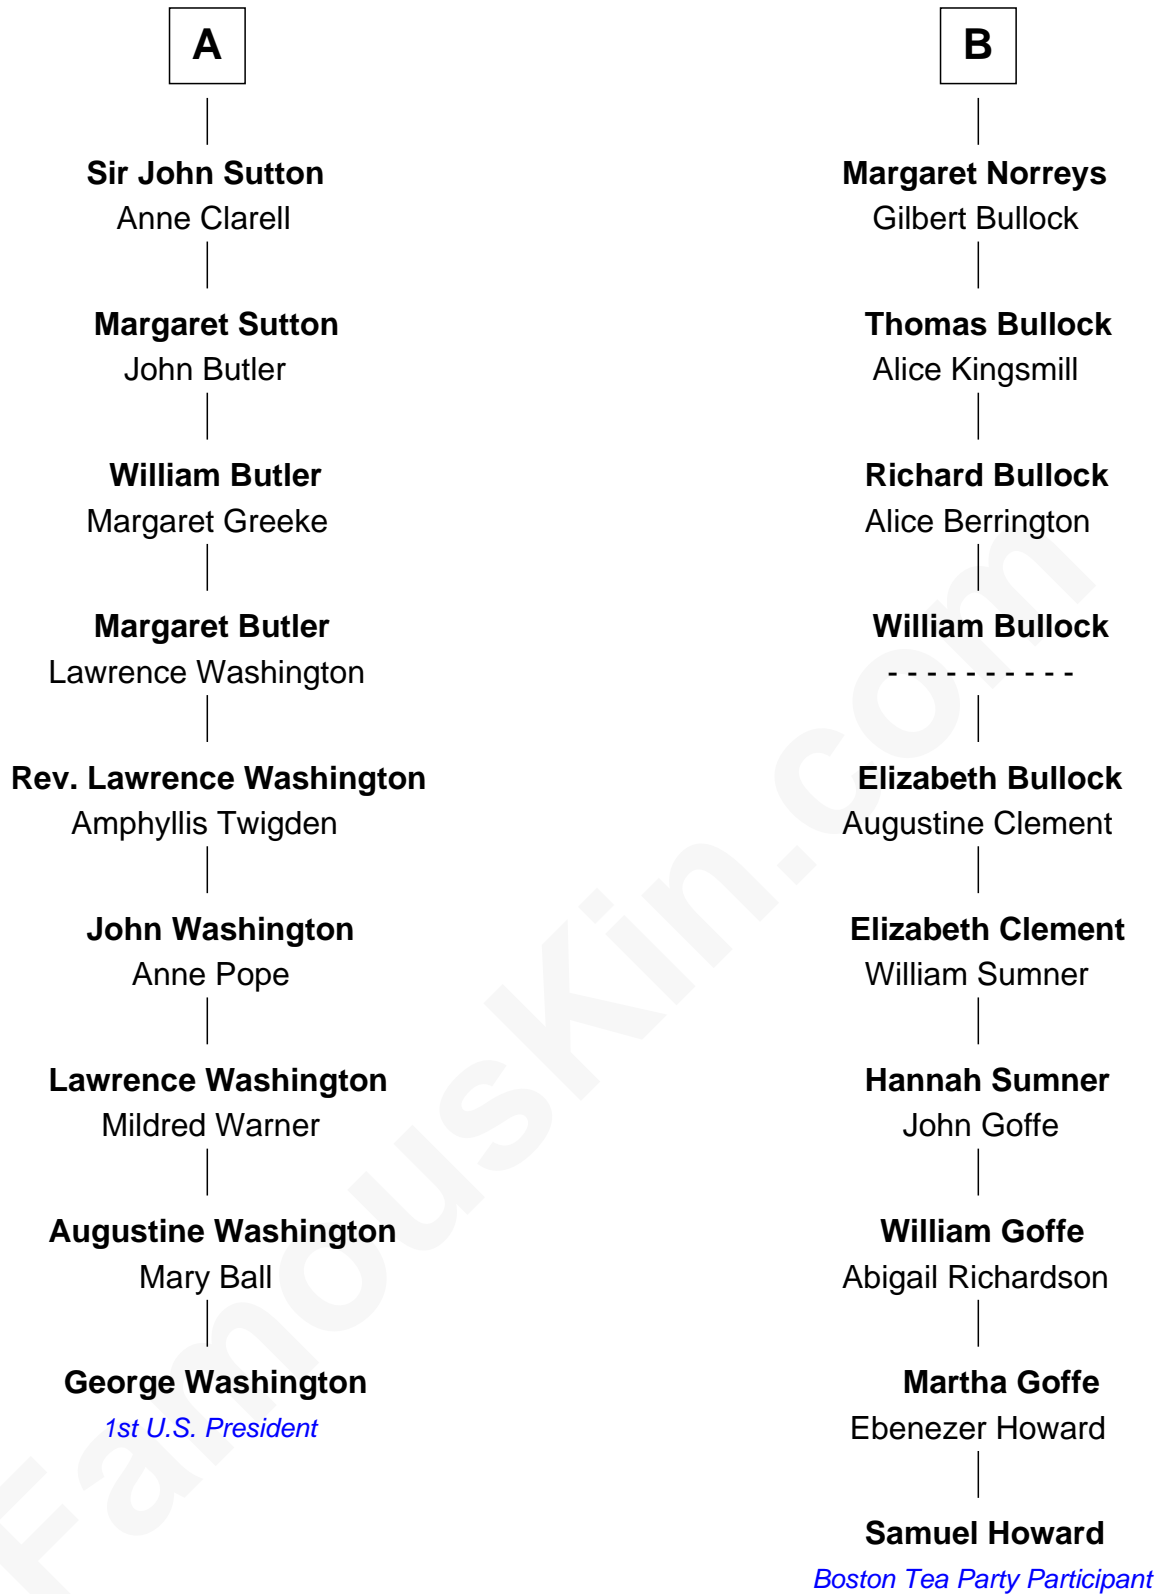 A
Sir John Sutton
Anne Clarell
Margaret Sutton
John Butler
William Butler
Margaret Greeke
Margaret Butler
Lawrence Washington
Rev. Lawrence Washington
Amphyllis Twigden
John Washington
Anne Pope
Lawrence Washington
Mildred Warner
Augustine Washington
Mary Ball
George Washington
1st U.S. President
B
Margaret Norreys
Gilbert Bullock
Thomas Bullock
Alice Kingsmill
Richard Bullock
Alice Berrington
William Bullock
- - - - - - - - - -
Elizabeth Bullock
Augustine Clement
Elizabeth Clement
William Sumner
Hannah Sumner
John Goffe
William Goffe
Abigail Richardson
Martha Goffe
Ebenezer Howard
Samuel Howard
Boston Tea Party Participant
FamousKin.com